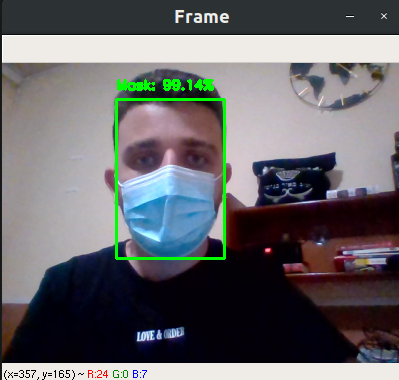 Frame
Mask: 99.14%
LOVE & ORDER
(x=357, y=165) ~ R:24 G:0 B:7